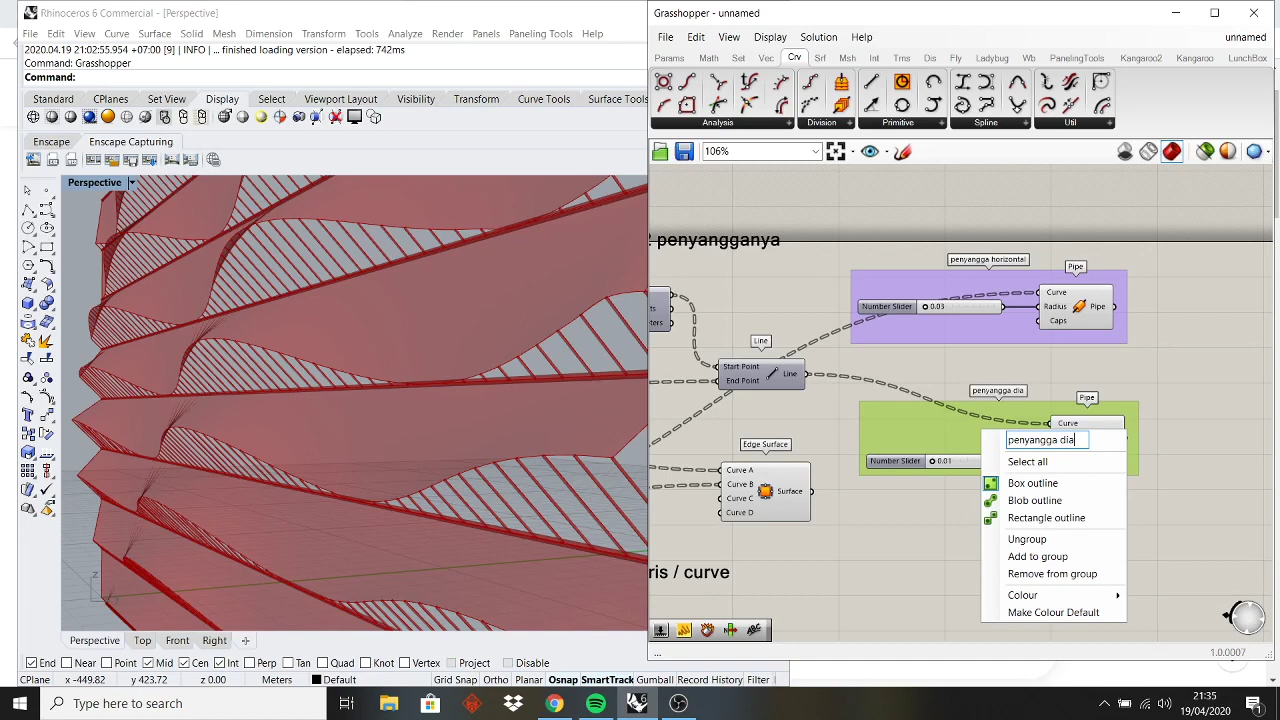 Rhinoceros 6 Commercial - [Perspective]
File Edit View Curve Surface Solid Mesh Dimension Transform Tools Analyze Render Panels T-Splines Tools Help
2020.04.19 21:02:55.954 +07:00 [9] | INFO | ... finished loading version - elapsed: 742ms
Command: Grasshopper
Command:
Standard CPlanes Set View Display Select Viewport Layout Visibility Transform Curve Tools Surface Tools
Escape Escape Capturing
Perspective
z
Perspective Top Front Right
End Near Point Mid Cen Int Perp Tan Quad Knot Vertex Project Disable
CPlane x -449.82 y 423.72 z 0.00 Meters Default Grid Snap Ortho Planar Osnap SmartTrack Gumball Record History Filter
Grasshopper - unnamed
File Edit View Display Solution Help unnamed
Params Math Set Vec Crv Srf Msh Int Trns Dis Fly Ladybug PanelingTools Kangaroo2 Kangaroo LunchBox
Analysis Division Primitive Spline Util
106%
penyangganya
penyangga horizontal
Pipe
Number Slider 0.03
Curve
Radius
Caps
Pipe
Line
Start Point
End Point
Line
penyangga dia
Pipe
Curve
Number Slider 0.01
Edge Surface
Curve A
Curve B
Curve C
Curve D
Surface
ris / curve
penyangga dia
Select all
Box outline
Blob outline
Rectangle outline
Ungroup
Add to group
Remove from group
Colour
Make Colour Default
...
1.0.0007
Type here to search
21:35
19/04/2020